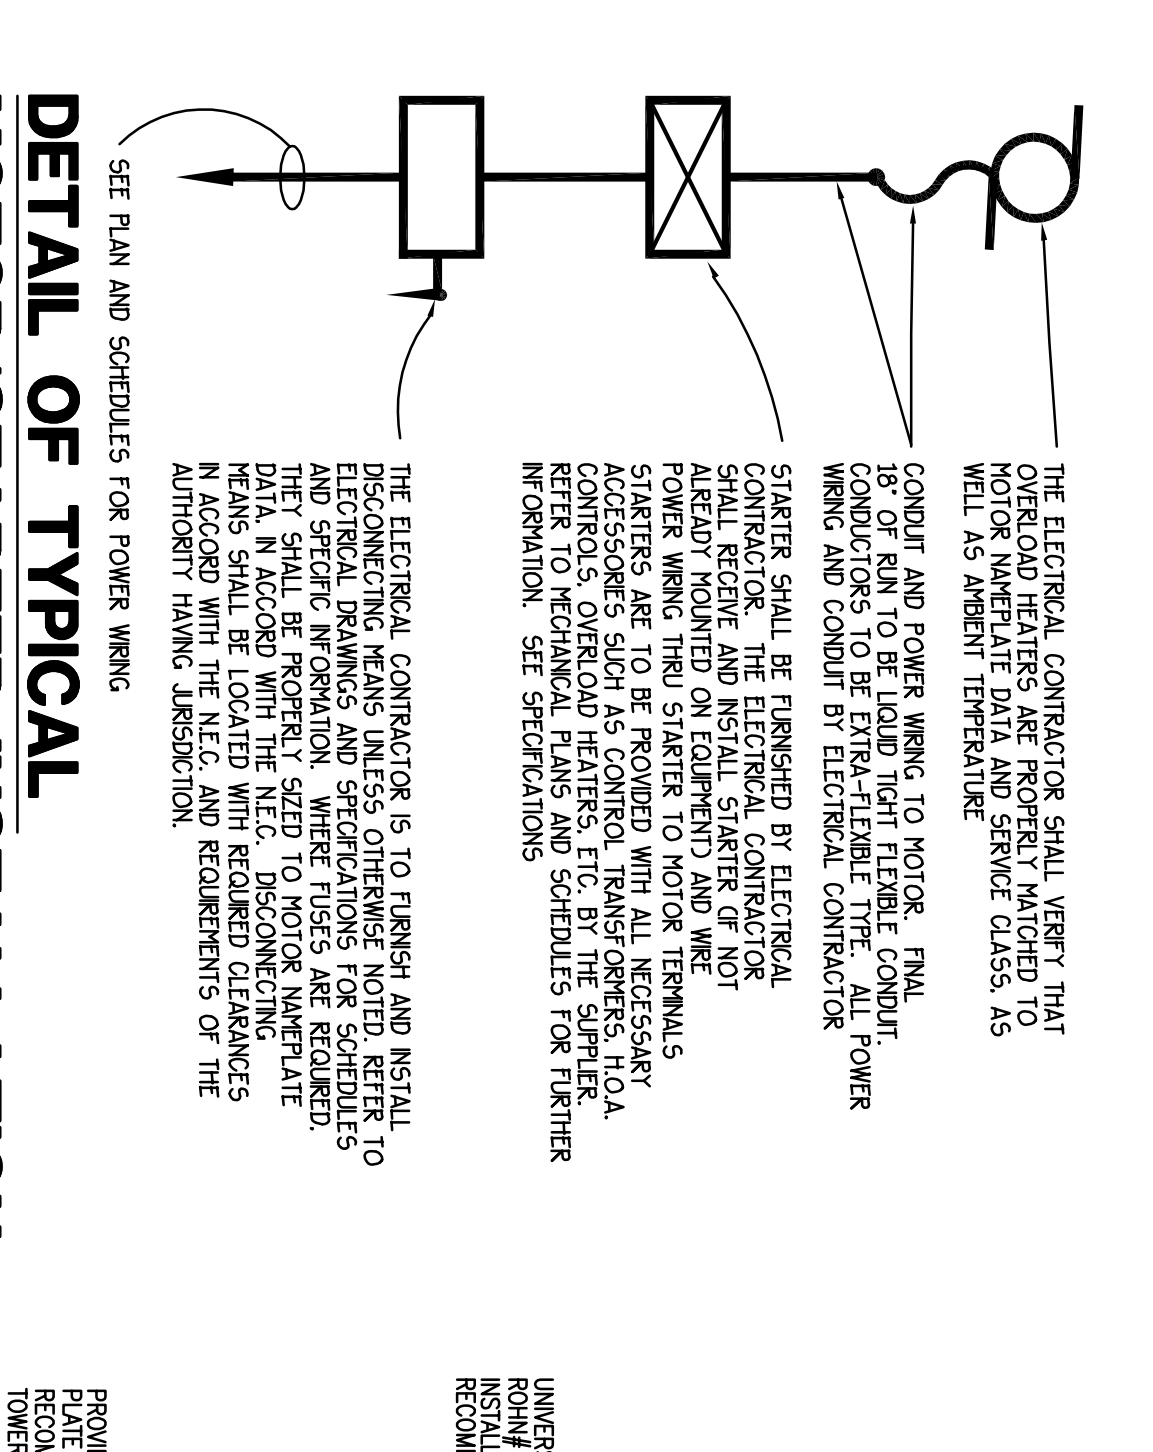 THE ELECTRICAL CONTRACTOR SHALL VERIFY THAT
OVERLOAD HEATERS ARE PROPERLY MATCHED TO
MOTOR NAMEPLATE DATA AND SERVICE CLASS, AS
WELL AS AMBIENT TEMPERATURE
CONDUIT AND POWER WIRING TO MOTOR.  FINAL
18" OF RUN TO BE LIQUID TIGHT FLEXIBLE CONDUIT.
CONDUCTORS TO BE EXTRA-FLEXIBLE TYPE.  ALL POWER
WIRING AND CONDUIT BY ELECTRICAL CONTRACTOR
STARTER SHALL BE FURNISHED BY ELECTRICAL
CONTRACTOR.  THE ELECTRICAL CONTRACTOR
SHALL RECEIVE AND INSTALL STARTER (IF NOT
ALREADY MOUNTED ON EQUIPMENT) AND WIRE
POWER WIRING THRU STARTER TO MOTOR TERMINALS
STARTERS ARE TO BE PROVIDED WITH ALL NECESSARY
ACCESSORIES SUCH AS CONTROL TRANSFORMERS, H.O.A.
CONTROLS, OVERLOAD HEATERS, ETC. BY THE SUPPLIER.
REFER TO MECHANICAL PLANS AND SCHEDULES FOR FURTHER
INFORMATION.  SEE SPECIFICATIONS
THE ELECTRICAL CONTRACTOR IS TO FURNISH AND INSTALL
DISCONNECTING MEANS UNLESS OTHERWISE NOTED. REFER TO
ELECTRICAL DRAWINGS AND SPECIFICATIONS FOR SCHEDULES
AND SPECIFIC INFORMATION.  WHERE FUSES ARE REQUIRED,
THEY SHALL BE PROPERLY SIZED TO MOTOR NAMEPLATE
DATA, IN ACCORD WITH THE N.E.C.  DISCONNECTING
MEANS SHALL BE LOCATED WITH REQUIRED CLEARANCES
IN ACCORD WITH THE N.E.C. AND REQUIREMENTS OF THE
AUTHORITY HAVING JURISDICTION.
SEE PLAN AND SCHEDULES FOR POWER WIRING
DETAIL OF TYPICAL
UNIVERS
ROHN#
INSTALL
RECOM
PROVI
PLATE
RECOM
TOWER